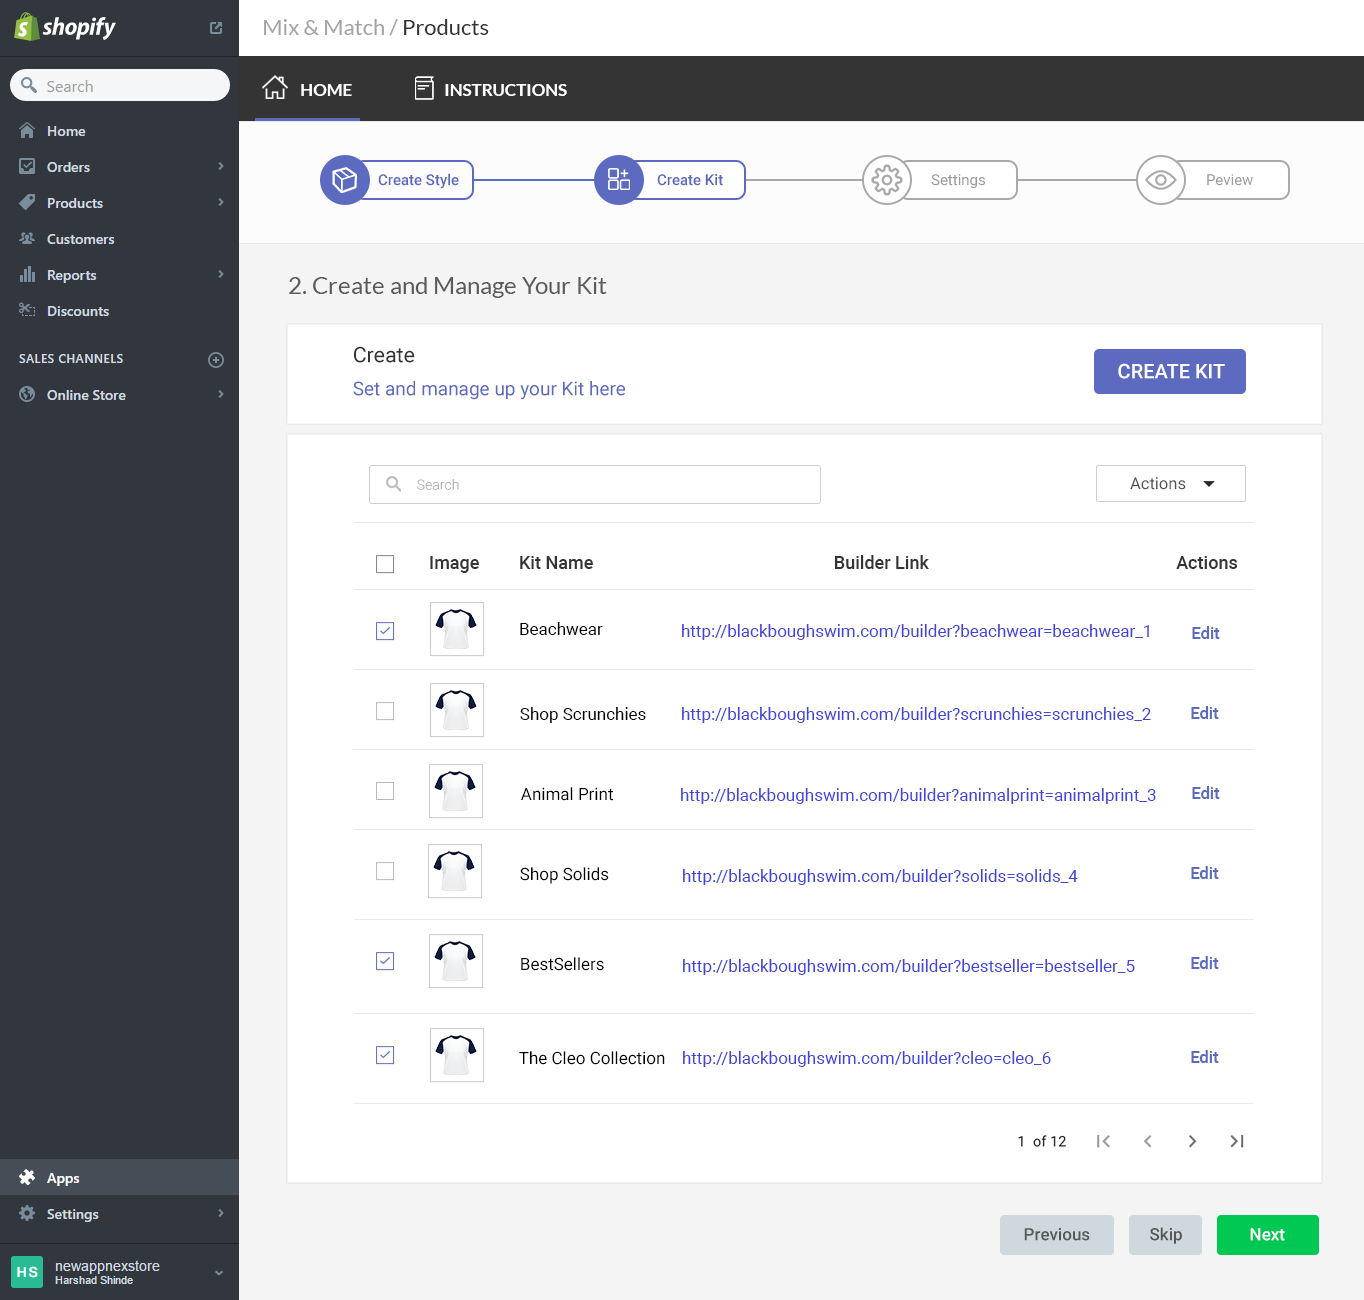 shopify
Search
Home
Orders
Products
Customers
Reports
Discounts
SALES CHANNELS
Online Store
Apps
Settings
HS
newappnexstore
Harshad Shinde
Mix & Match / Products
HOME
INSTRUCTIONS
Create Style
Create Kit
Settings
Peview
2. Create and Manage Your Kit
Create
Set and manage up your Kit here
CREATE KIT
Search
Actions
Image Kit Name Builder Link Actions
Beachwear http://blackboughswim.com/builder?beachwear=beachwear_1 Edit
Shop Scrunchies http://blackboughswim.com/builder?scrunchies=scrunchies_2 Edit
Animal Print http://blackboughswim.com/builder?animalprint=animalprint_3 Edit
Shop Solids http://blackboughswim.com/builder?solids=solids_4 Edit
BestSellers http://blackboughswim.com/builder?bestseller=bestseller_5 Edit
The Cleo Collection http://blackboughswim.com/builder?cleo=cleo_6 Edit
1 of 12
Previous
Skip
Next